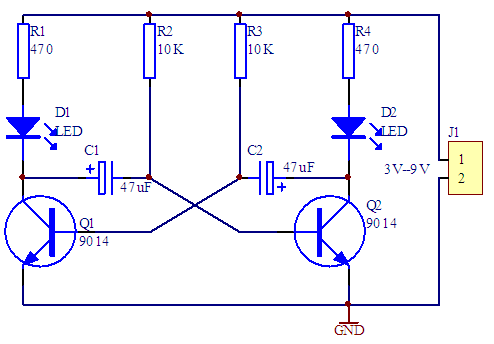 R1
470
R2
10K
R3
10K
R4
470
D1
LED
D2
LED
J1
1
2
3V--9V
C1
+
47uF
C2
47uF
+
Q1
9014
Q2
9014
GND